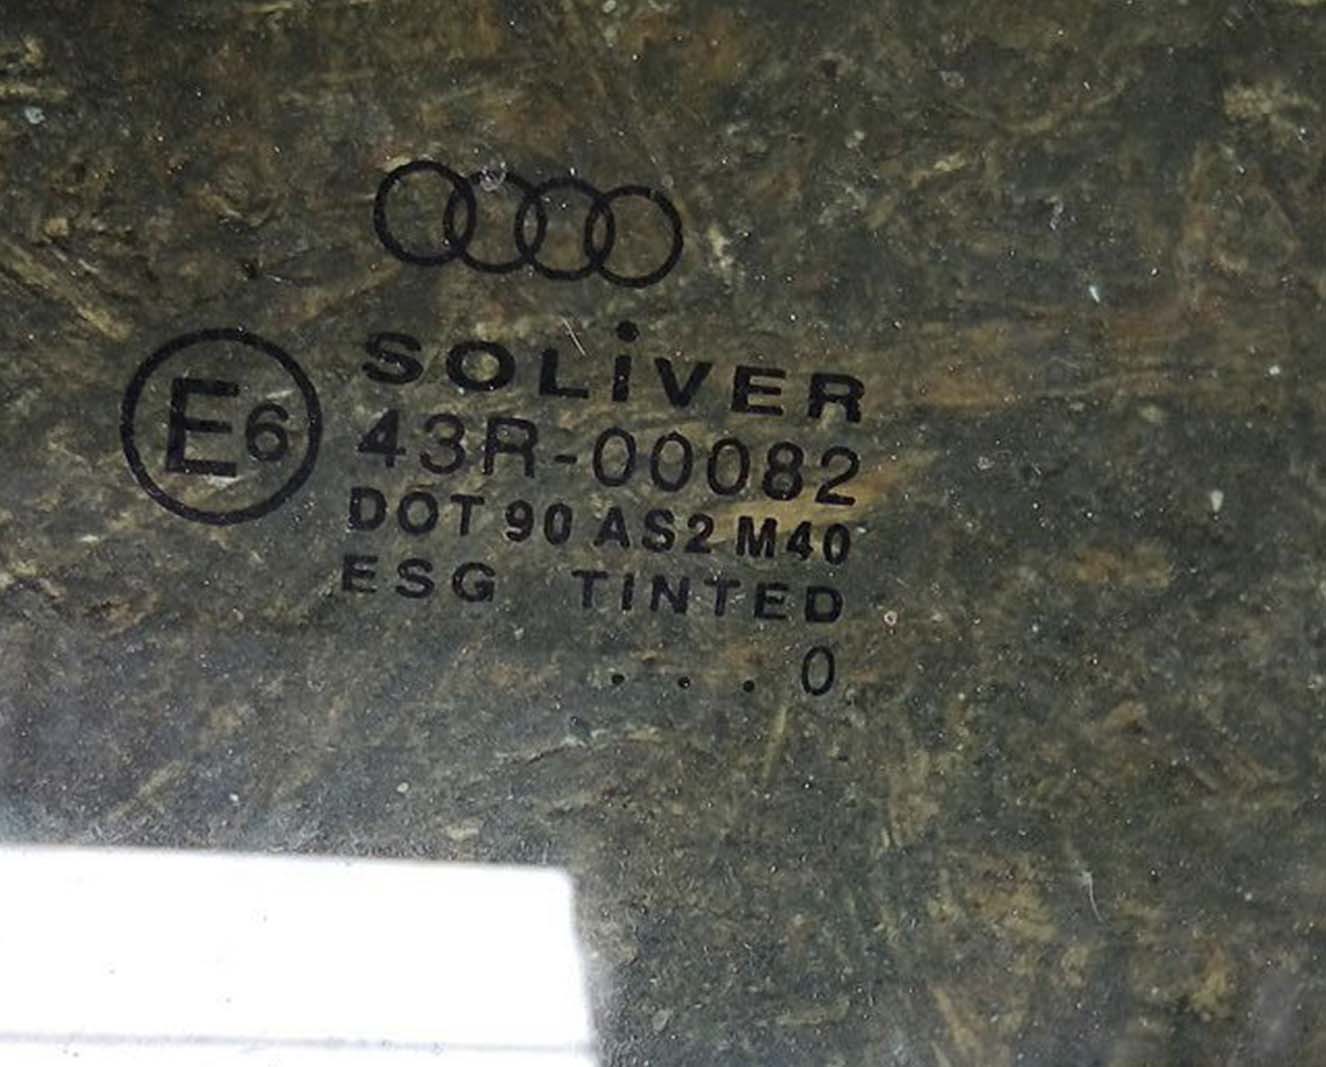 SOLiVER
E6 43R-00082
DOT 90 AS2 M40
ESG TINTED
. . . 0